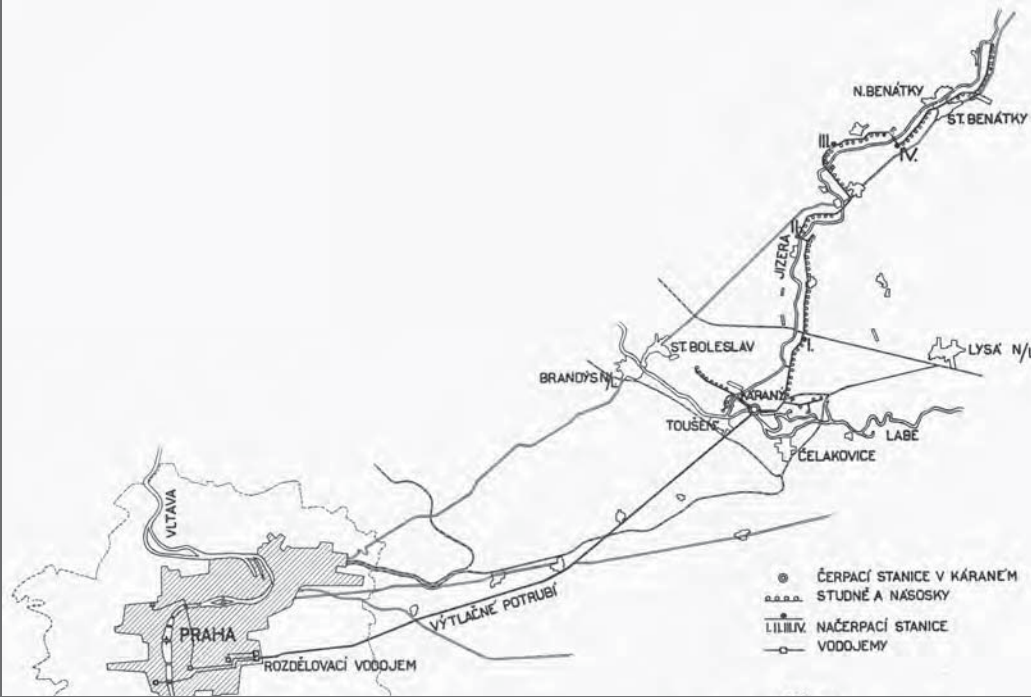 N. BENÁTKY
ST. BENÁTKY
III.
IV.
II.
JIZERA
I.
ST. BOLESLAV
LYSÁ N/L
BRANDÝS N/L
KÁRANÝ
TOUŠEŇ
LABE
ČELAKOVICE
VLTAVA
VÝTLAČNÉ POTRUBÍ
PRAHA
ROZDĚLOVACÍ VODOJEM
ČERPACÍ STANICE V KÁRANÉM
STUDNĚ A NÁSOSKY
I.II.III.IV. NAČERPACÍ STANICE
VODOJEMY